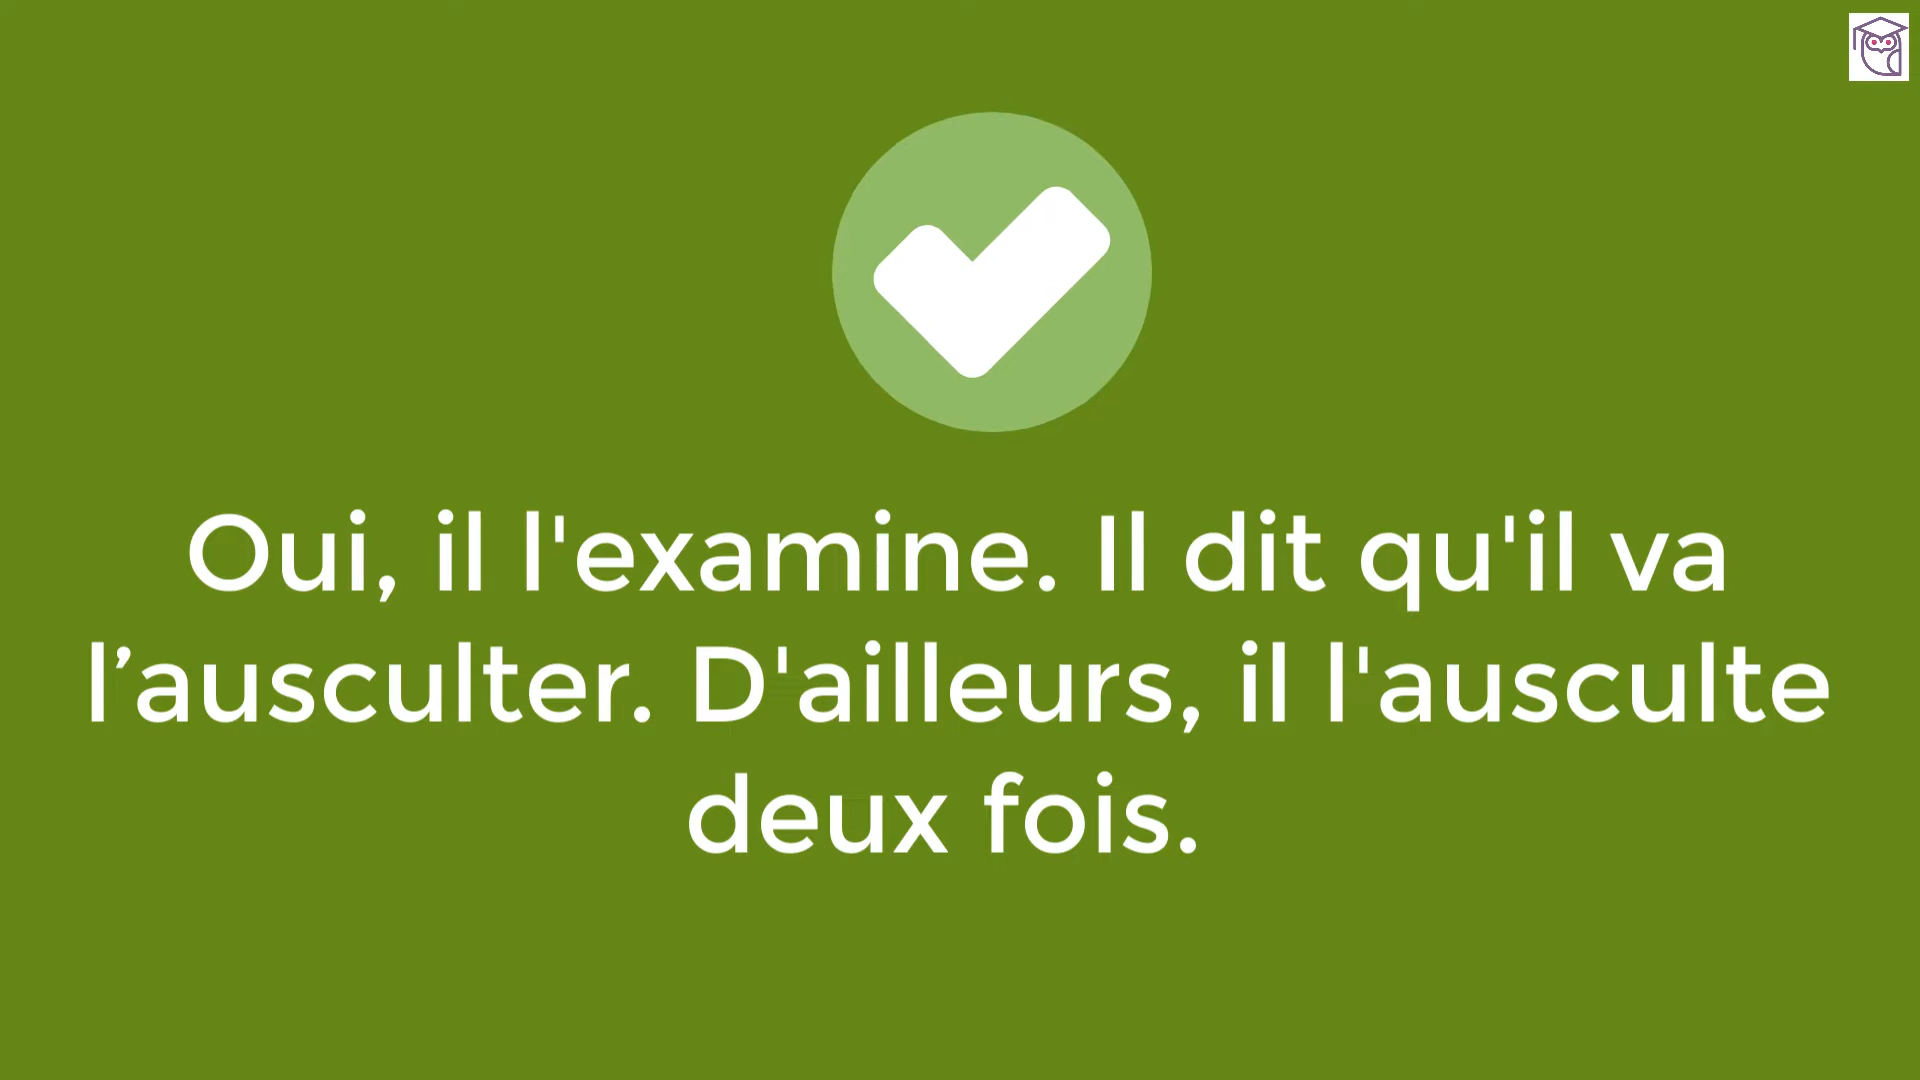 Oui, il l'examine. Il dit qu'il va
l’ausculter. D'ailleurs, il l'ausculte
deux fois.